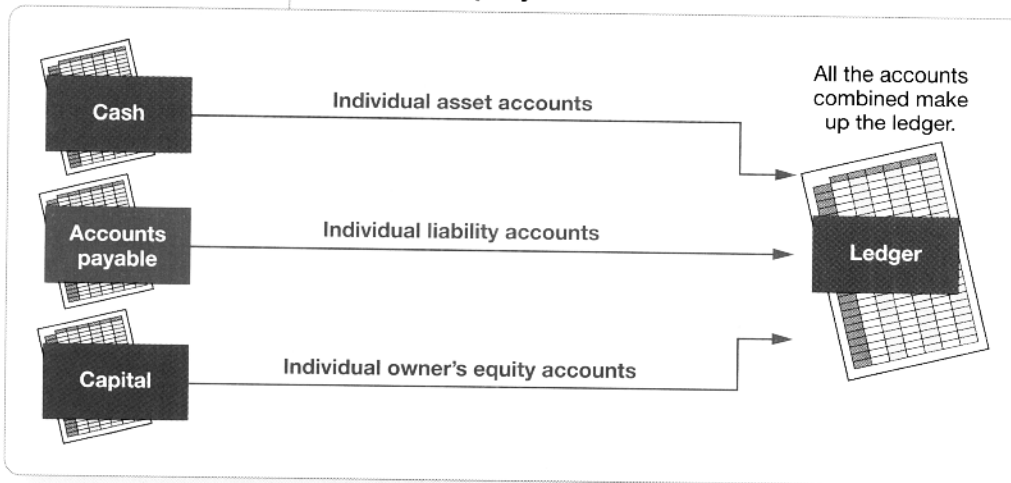 Cash
Individual asset accounts
All the accounts
combined make
up the ledger.
Accounts
payable
Individual liability accounts
Ledger
Capital
Individual owner's equity accounts